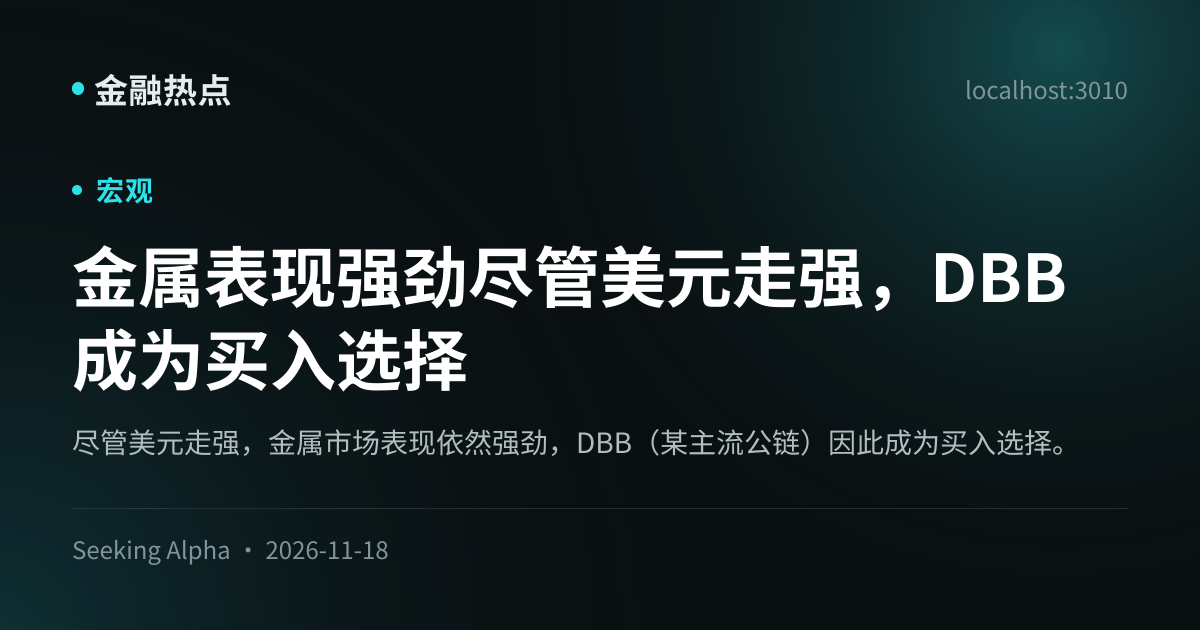 金融热点
localhost:3010
宏观
金属表现强劲尽管美元走强，DBB
成为买入选择
尽管美元走强，金属市场表现依然强劲，DBB（某主流公链）因此成为买入选择。
Seeking Alpha · 2026-11-18